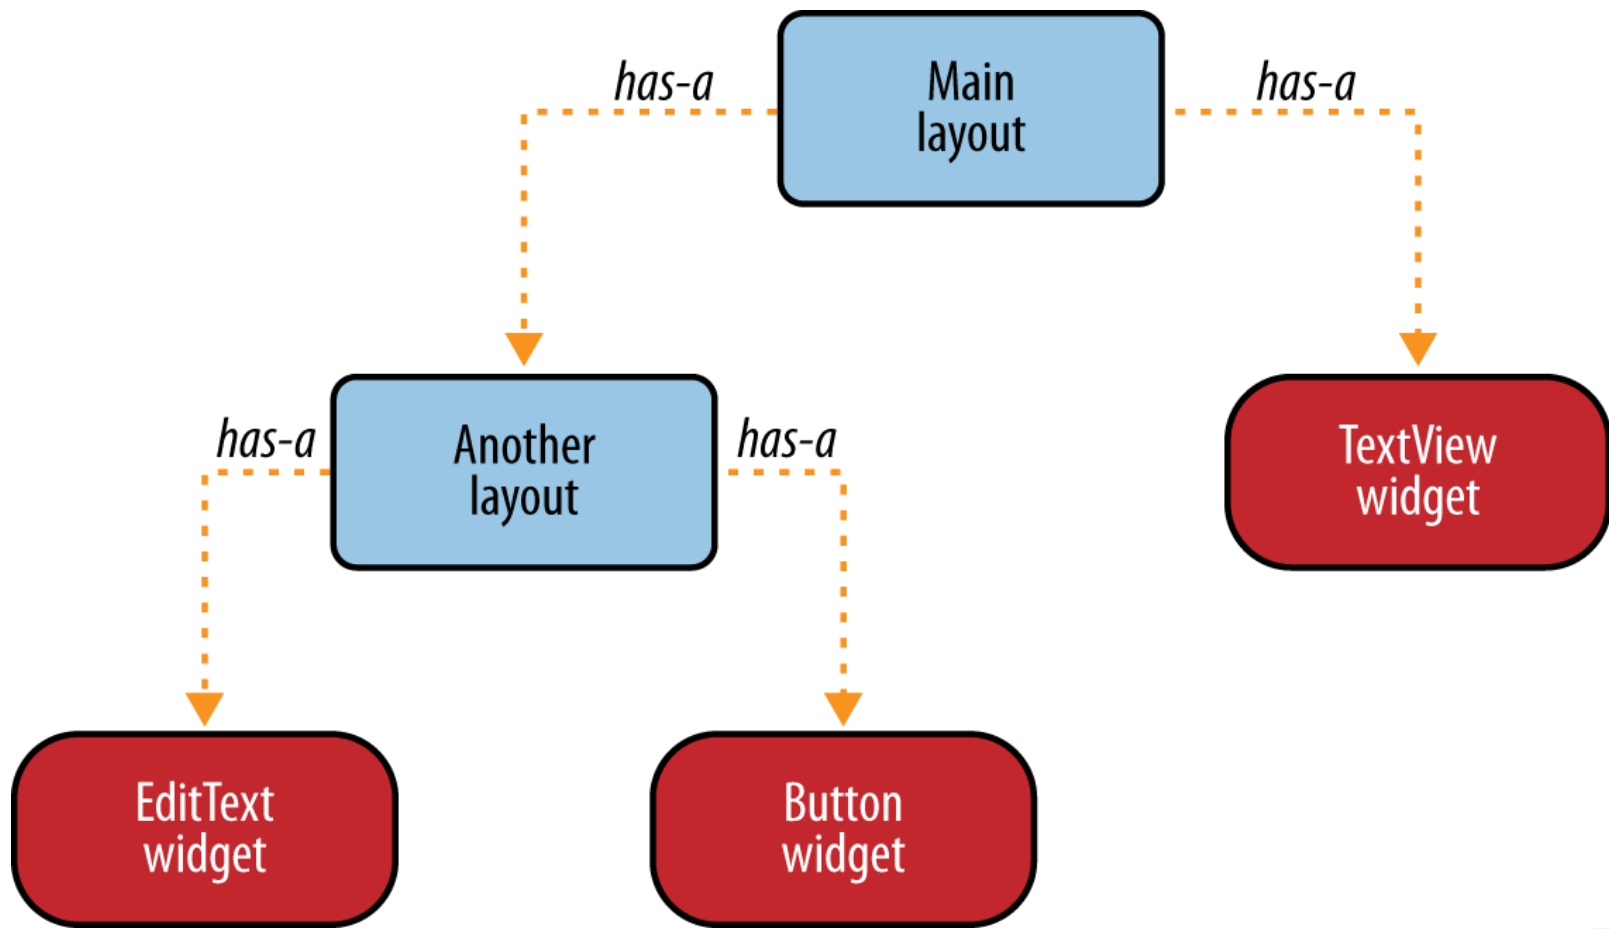 has-a
Main
layout
has-a
has-a
Another
layout
has-a
TextView
widget
EditText
widget
Button
widget